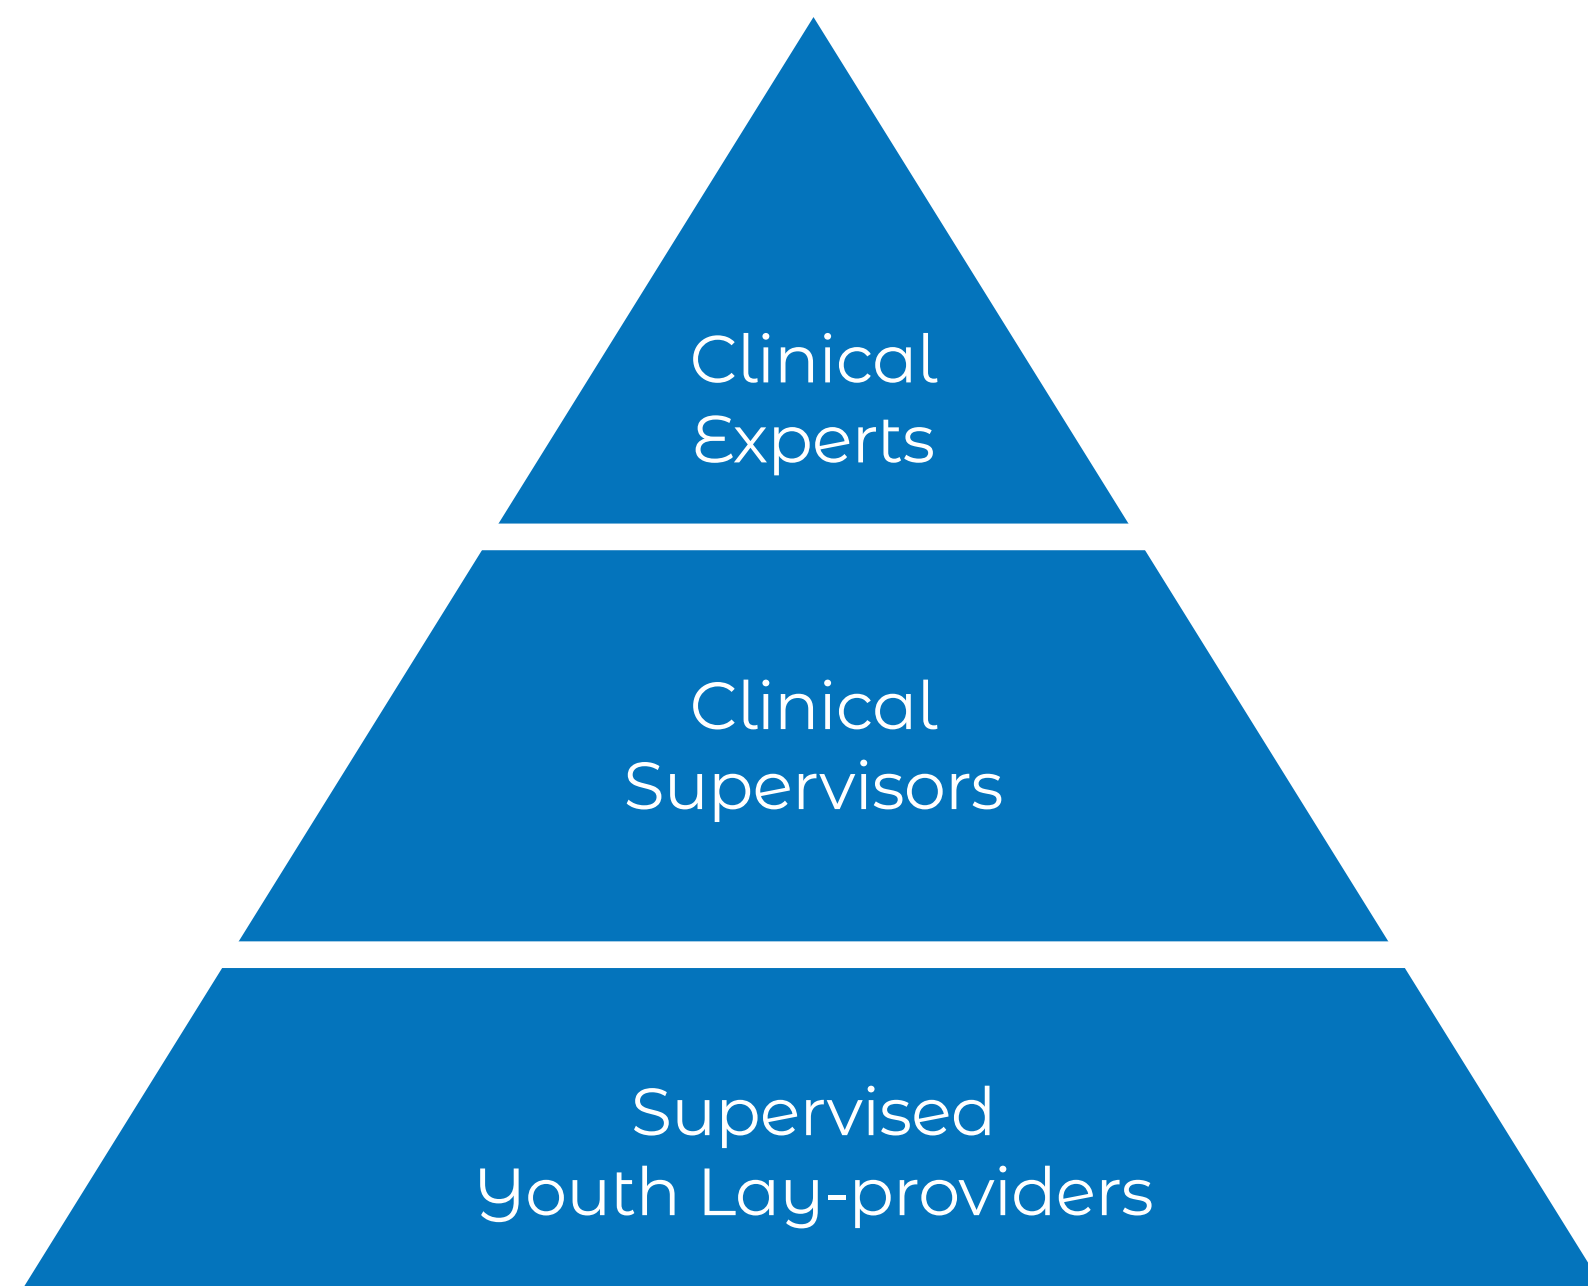 Clinical
Experts
Clinical
Supervisors
Supervised
Youth Lay-providers